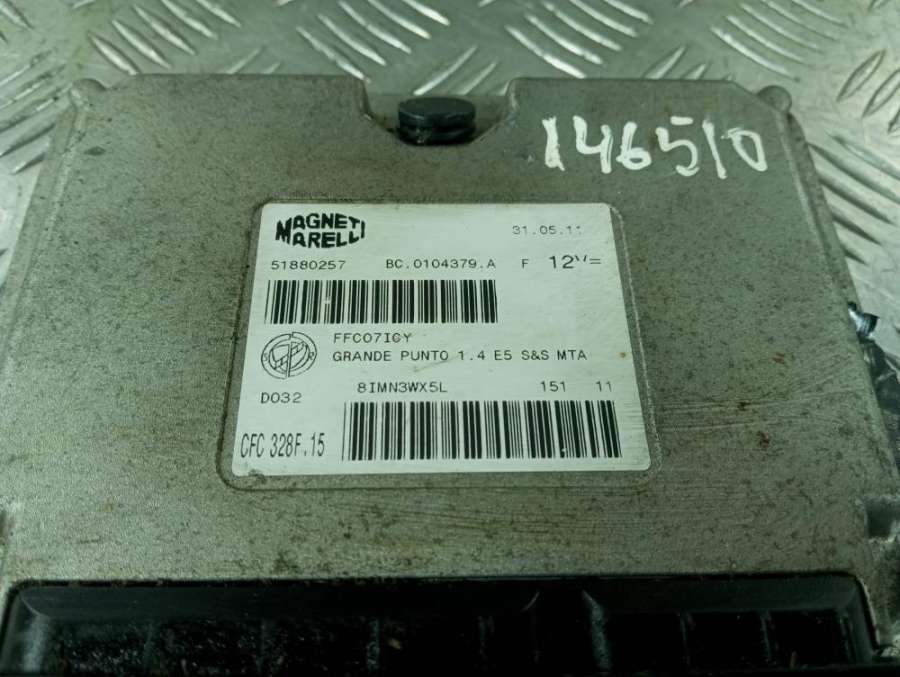 146510
MAGNETI
MARELLI
31.05.11
51880257 BC.0104379.A F 12V=
FFC07ICY
GRANDE PUNTO 1.4 E5 S&S MTA
D032 8IMN3WX5L 151 11
CFC 328F.15